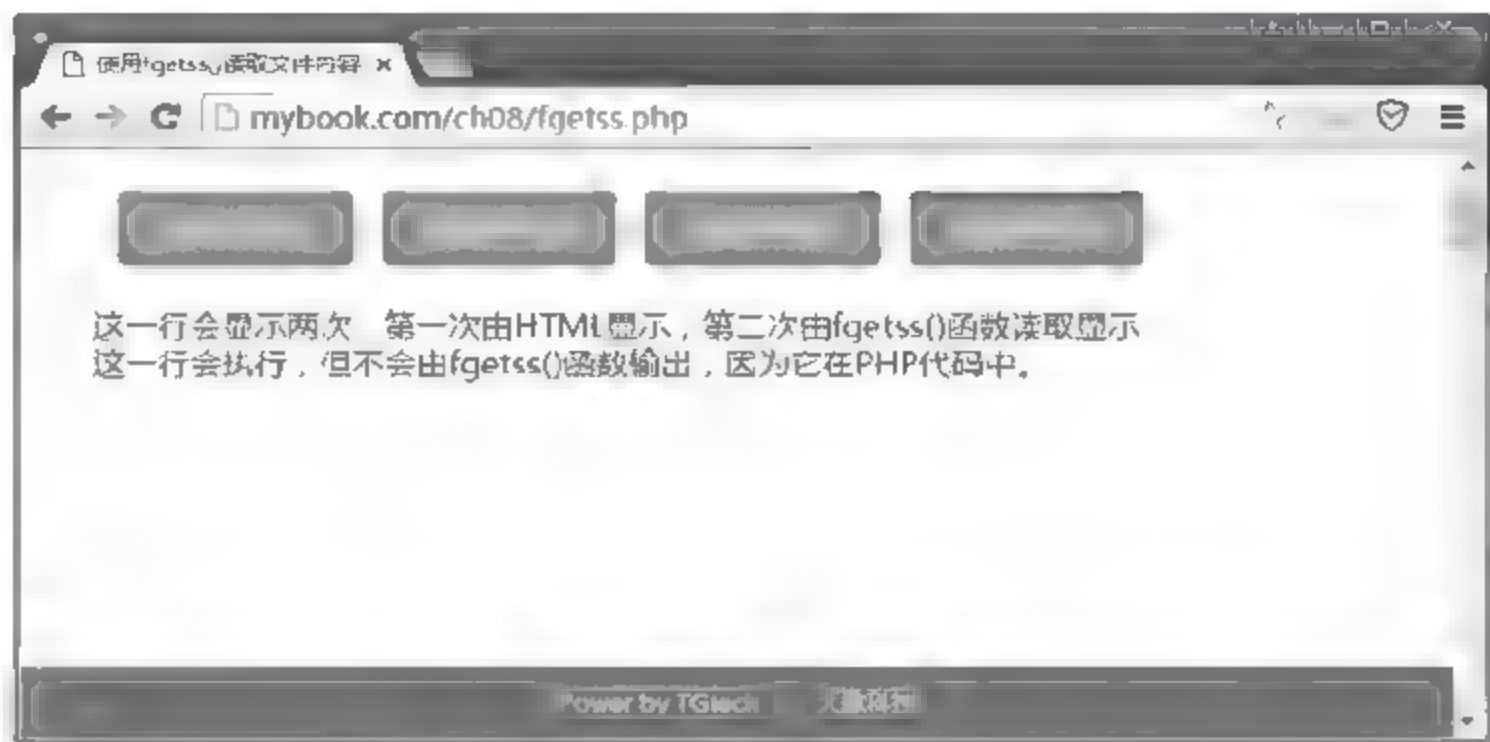 使用fgetss()读取文件内容
mybook.com/ch08/fgetss.php
这一行会显示两次 第一次由HTML显示，第二次由fgetss()函数读取显示
这一行会执行，但不会由fgetss()函数输出，因为它在PHP代码中。
Power by TGtech